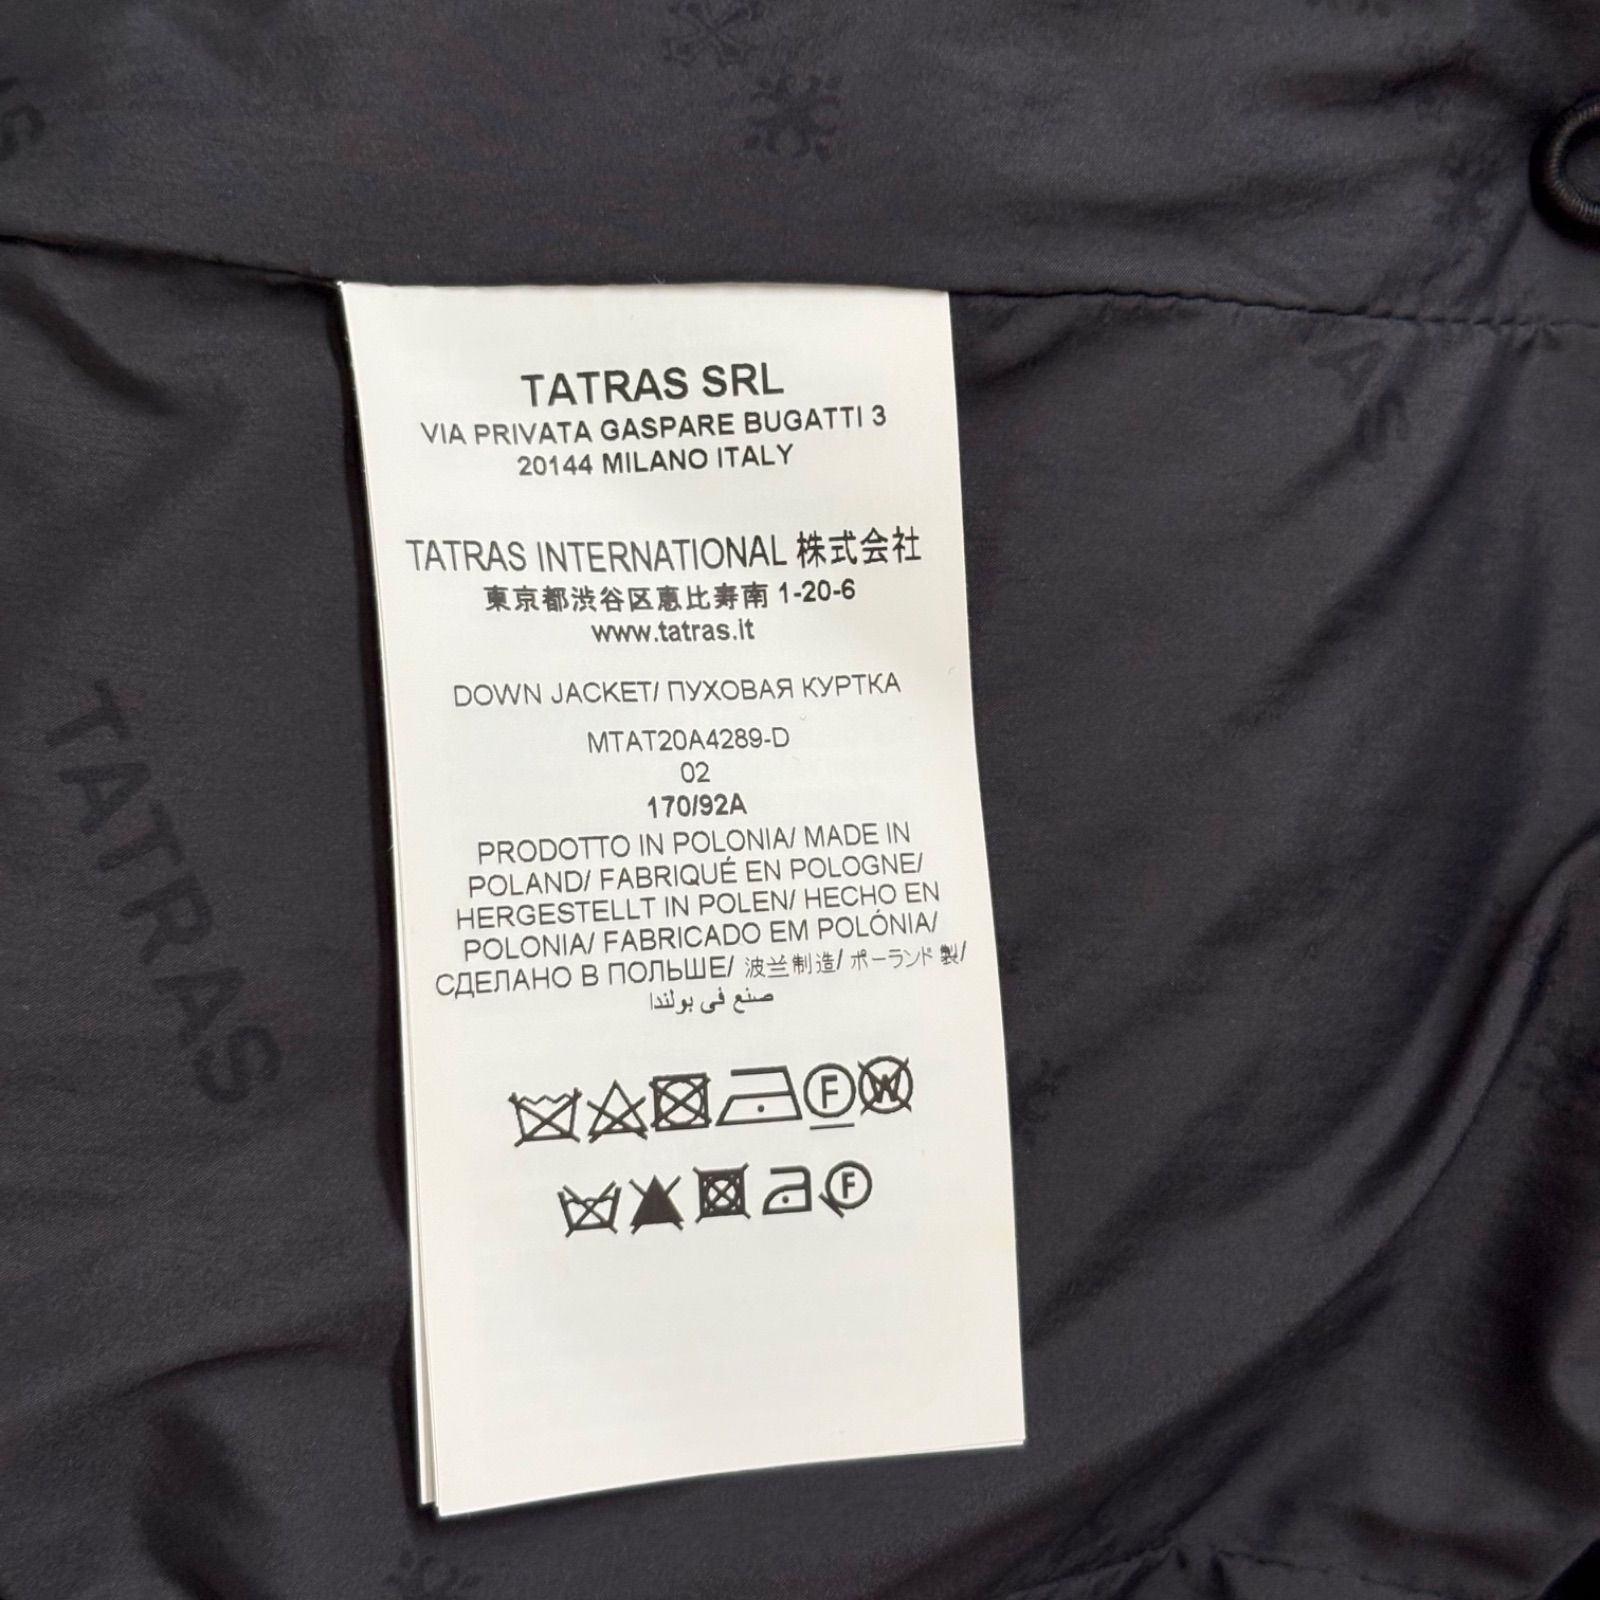 TATRAS SRL
VIA PRIVATA GASPARE BUGATTI 3
20144 MILANO ITALY
TATRAS INTERNATIONAL 株式会社
東京都渋谷区恵比寿南 1-20-6
www.tatras.it
DOWN JACKET/ ПУХОВАЯ КУРТКА
MTAT20A4289-D
02
170/92A
PRODOTTO IN POLONIA/ MADE IN
POLAND/ FABRIQUÉ EN POLOGNE/
HERGESTELLT IN POLEN/ HECHO EN
POLONIA/ FABRICADO EM POLÓNIA/
СДЕЛАНО В ПОЛЬШЕ/ 波兰制造/ ポーランド 製/
صنع في بولندا
F W
F
TATRAS
AS
S